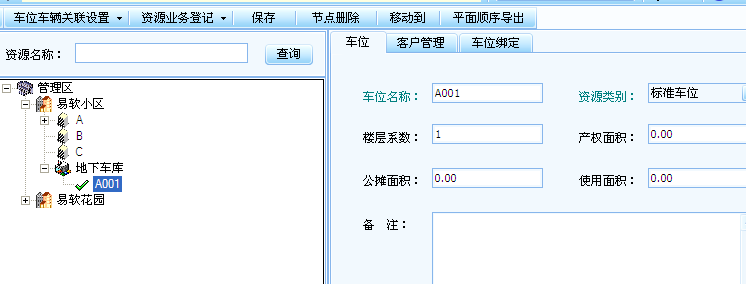 车位车辆关联设置 资源业务登记 保存 节点删除 移动到 平面顺序导出
资源名称： 查询
管理区
易软小区
A
B
C
地下车库
A001
易软花园
车位 客户管理 车位绑定
车位名称： A001 资源类别： 标准车位
楼层系数： 1 产权面积： 0.00
公摊面积： 0.00 使用面积： 0.00
备 注：